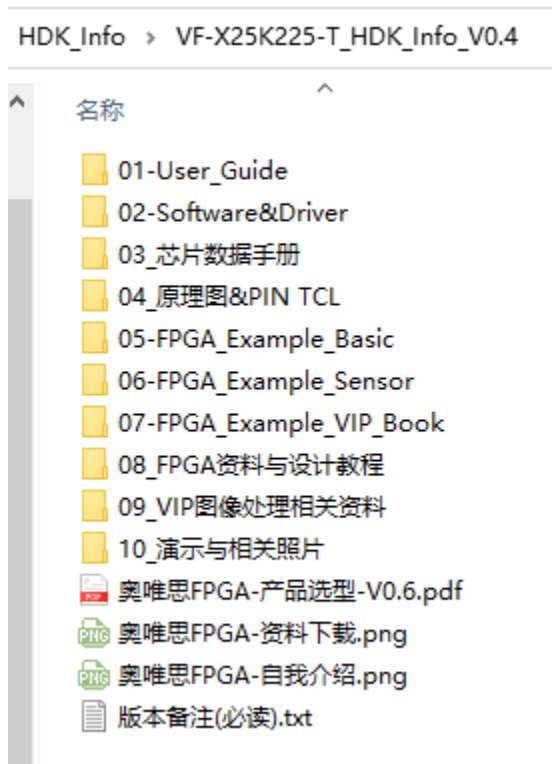 HDK_Info > VF-X25K225-T_HDK_Info_V0.4
名称
01-User_Guide
02-Software&Driver
03_芯片数据手册
04_原理图&PIN TCL
05-FPGA_Example_Basic
06-FPGA_Example_Sensor
07-FPGA_Example_VIP_Book
08_FPGA资料与设计教程
09_VIP图像处理相关资料
10_演示与相关照片
奥唯思FPGA-产品选型-V0.6.pdf
奥唯思FPGA-资料下载.png
奥唯思FPGA-自我介绍.png
版本备注(必读).txt